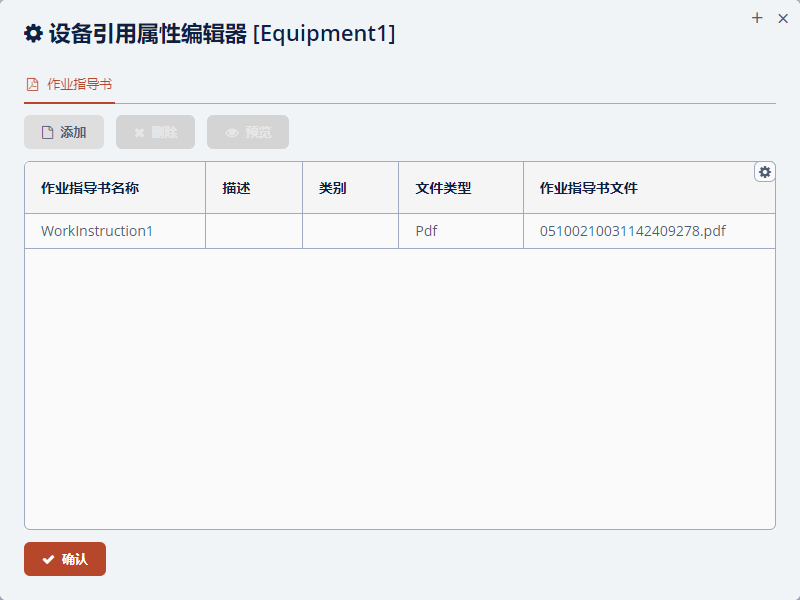 设备引用属性编辑器 [Equipment1]
作业指导书
添加 删除 预览
作业指导书名称 描述 类别 文件类型 作业指导书文件
WorkInstruction1 Pdf 05100210031142409278.pdf
确认